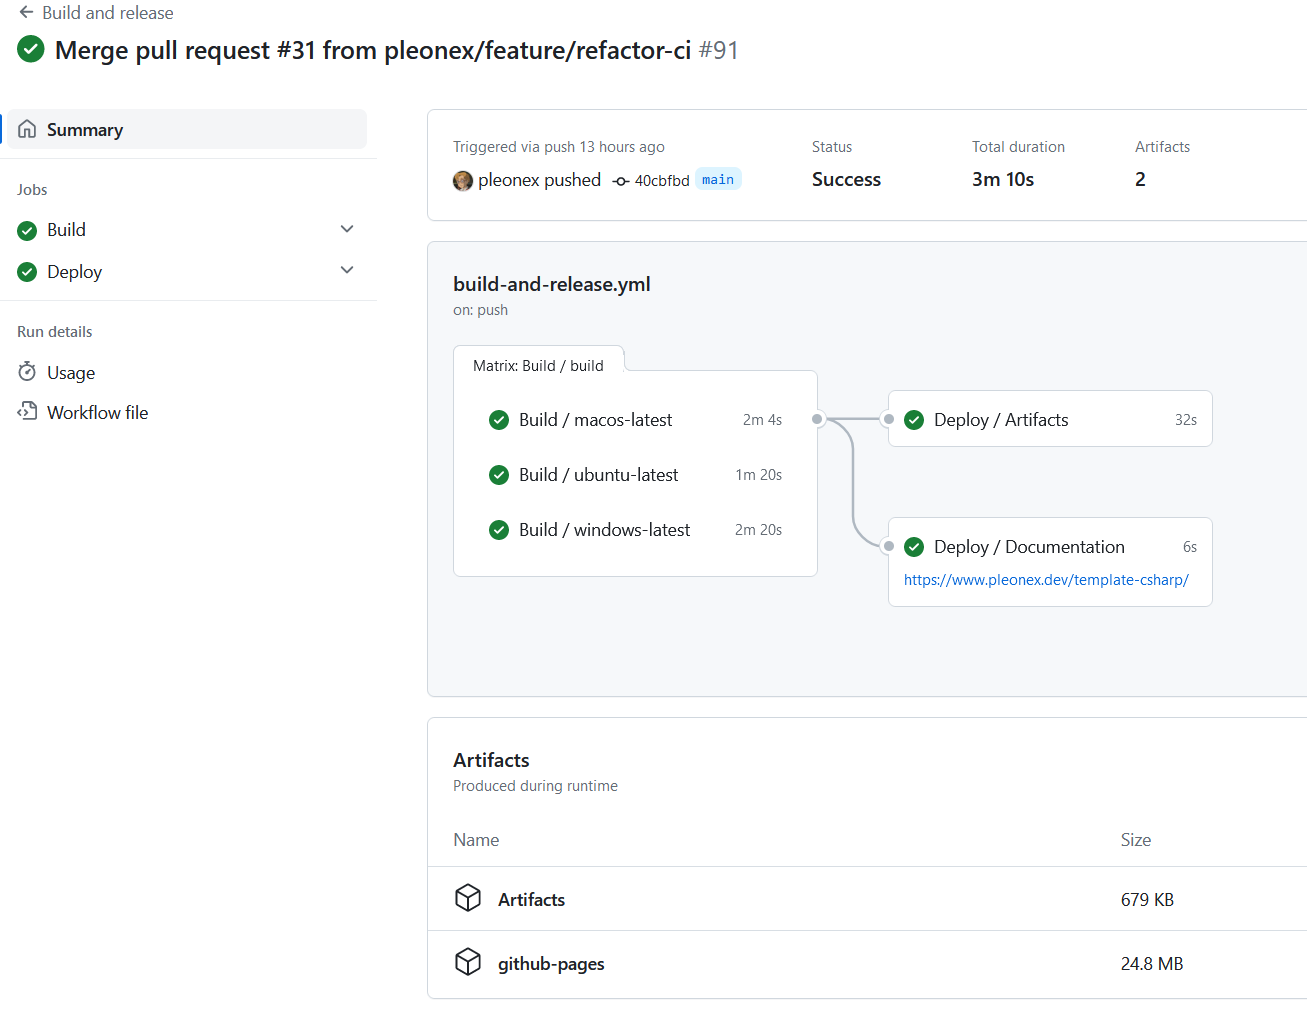 Build and release
Merge pull request #31 from pleonex/feature/refactor-ci #91
Summary
Jobs
Build
Deploy
Run details
Usage
Workflow file
Triggered via push 13 hours ago
pleonex pushed 40cbfbd main
Status
Success
Total duration
3m 10s
Artifacts
2
build-and-release.yml
on: push
Matrix: Build / build
Build / macos-latest 2m 4s
Build / ubuntu-latest 1m 20s
Build / windows-latest 2m 20s
Deploy / Artifacts 32s
Deploy / Documentation 6s
https://www.pleonex.dev/template-csharp/
Artifacts
Produced during runtime
Name Size
Artifacts 679 KB
github-pages 24.8 MB